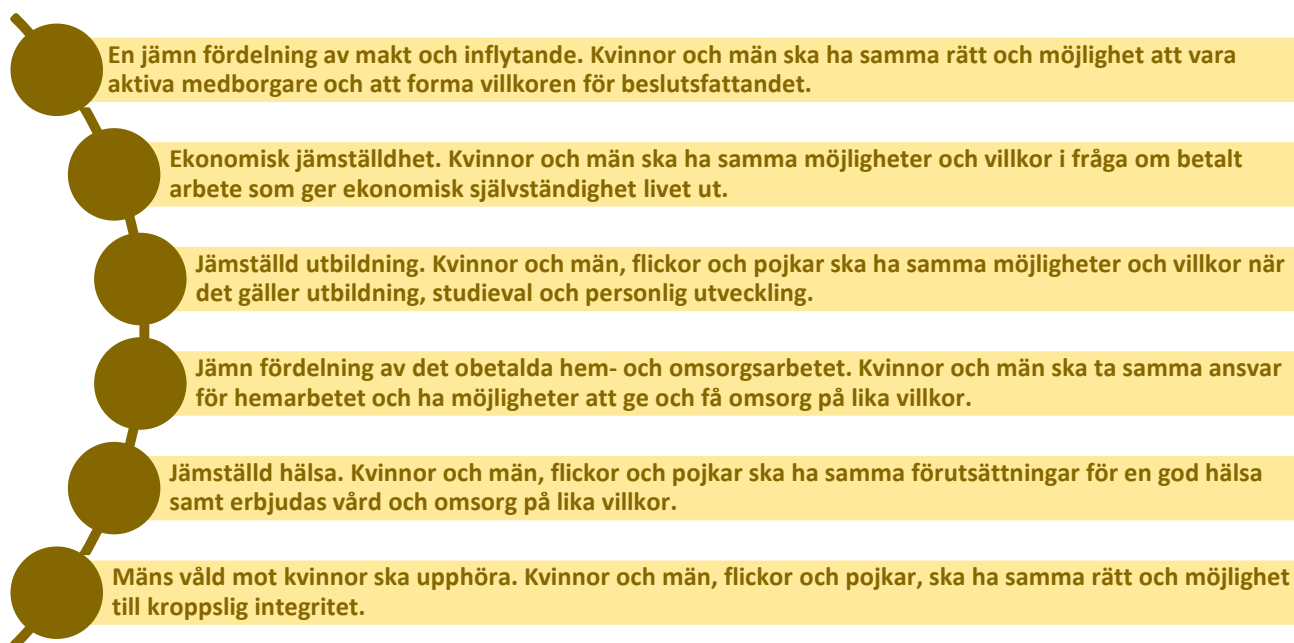 En jämn fördelning av makt och inflytande. Kvinnor och män ska ha samma rätt och möjlighet att vara
aktiva medborgare och att forma villkoren för beslutsfattandet.
Ekonomisk jämställdhet. Kvinnor och män ska ha samma möjligheter och villkor i fråga om betalt
arbete som ger ekonomisk självständighet livet ut.
Jämställd utbildning. Kvinnor och män, flickor och pojkar ska ha samma möjligheter och villkor när
det gäller utbildning, studieval och personlig utveckling.
Jämn fördelning av det obetalda hem- och omsorgsarbetet. Kvinnor och män ska ta samma ansvar
för hemarbetet och ha möjligheter att ge och få omsorg på lika villkor.
Jämställd hälsa. Kvinnor och män, flickor och pojkar ska ha samma förutsättningar för en god hälsa
samt erbjudas vård och omsorg på lika villkor.
Mäns våld mot kvinnor ska upphöra. Kvinnor och män, flickor och pojkar, ska ha samma rätt och möjlighet
till kroppslig integritet.